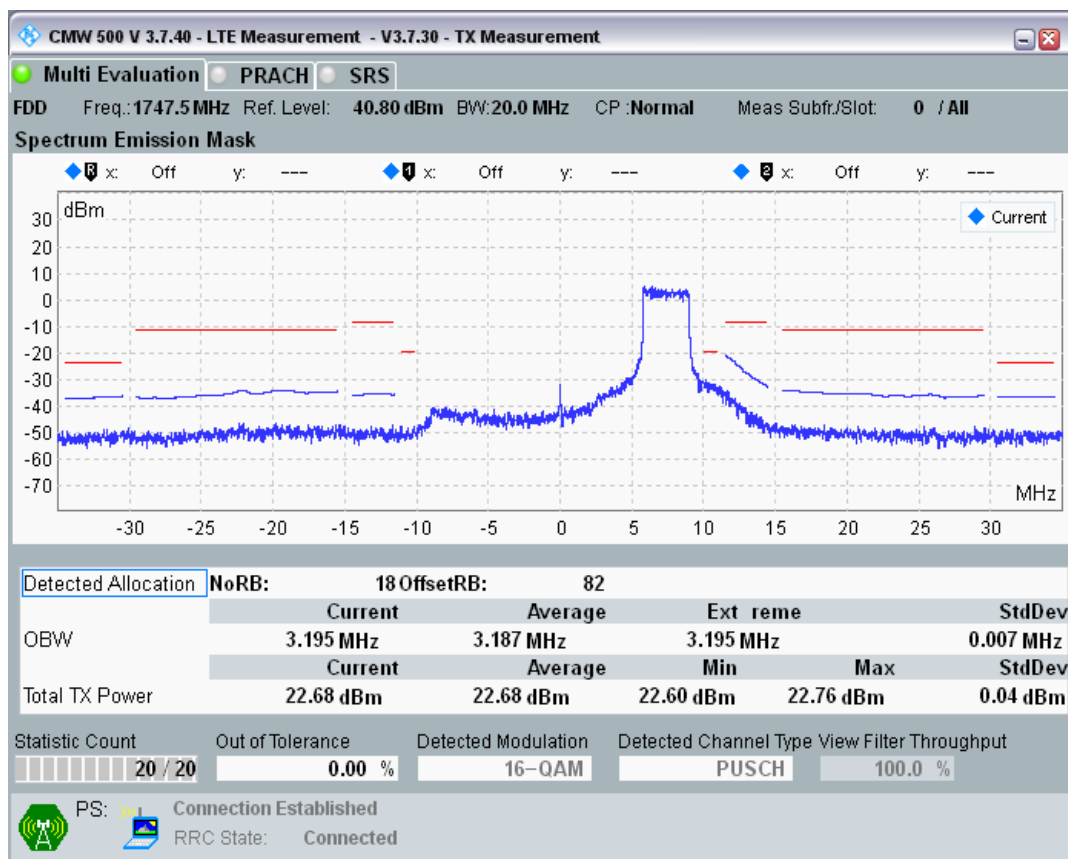 CMW 500 V 3.7.40 - LTE Measurement - V3.7.30 - TX Measurement
Multi Evaluation PRACH SRS
FDD Freq.: 1747.5 MHz Ref. Level: 40.80 dBm BW: 20.0 MHz CP : Normal Meas Subfr./Slot: 0 / All
Spectrum Emission Mask
R x: Off y: --- 1 x: Off y: --- 2 x: Off y: ---
dBm
Current
30
20
10
0
-10
-20
-30
-40
-50
-60
-70
MHz
-30 -25 -20 -15 -10 -5 0 5 10 15 20 25 30
Detected Allocation NoRB: 18 OffsetRB: 82
Current Average Ext reme StdDev
OBW 3.195 MHz 3.187 MHz 3.195 MHz 0.007 MHz
Current Average Min Max StdDev
Total TX Power 22.68 dBm 22.68 dBm 22.60 dBm 22.76 dBm 0.04 dBm
Statistic Count Out of Tolerance Detected Modulation Detected Channel Type View Filter Throughput
20 / 20 0.00 % 16-QAM PUSCH 100.0 %
PS: Connection Established
RRC State: Connected